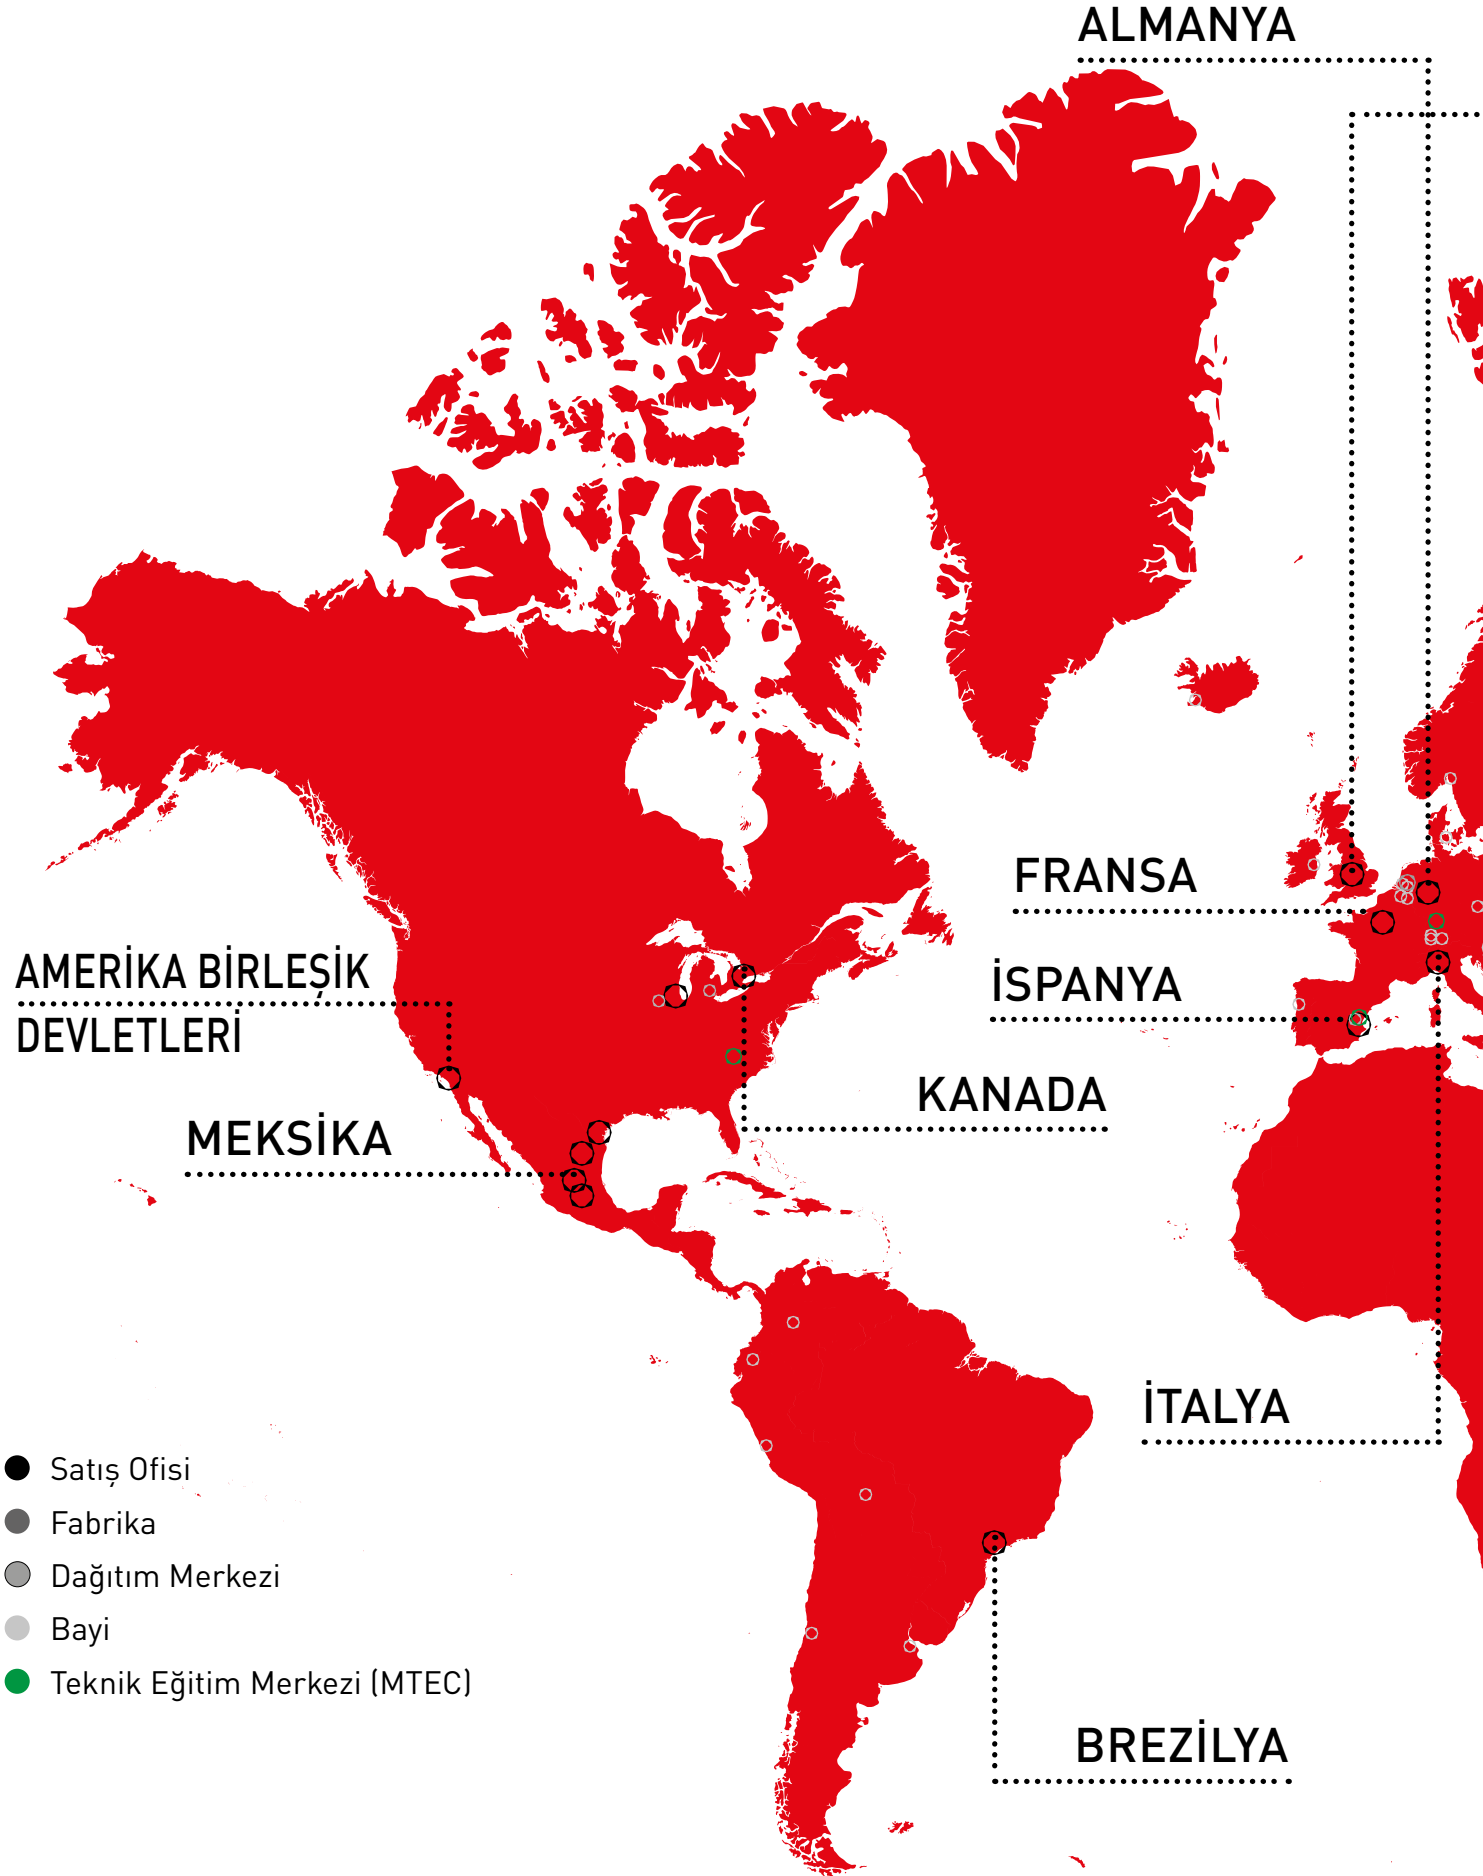 ALMANYA
FRANSA
AMERİKA BİRLEŞİK
DEVLETLERİ
İSPANYA
KANADA
MEKSİKA
İTALYA
Satış Ofisi
Fabrika
Dağıtım Merkezi
Bayi
Teknik Eğitim Merkezi (MTEC)
BREZİLYA